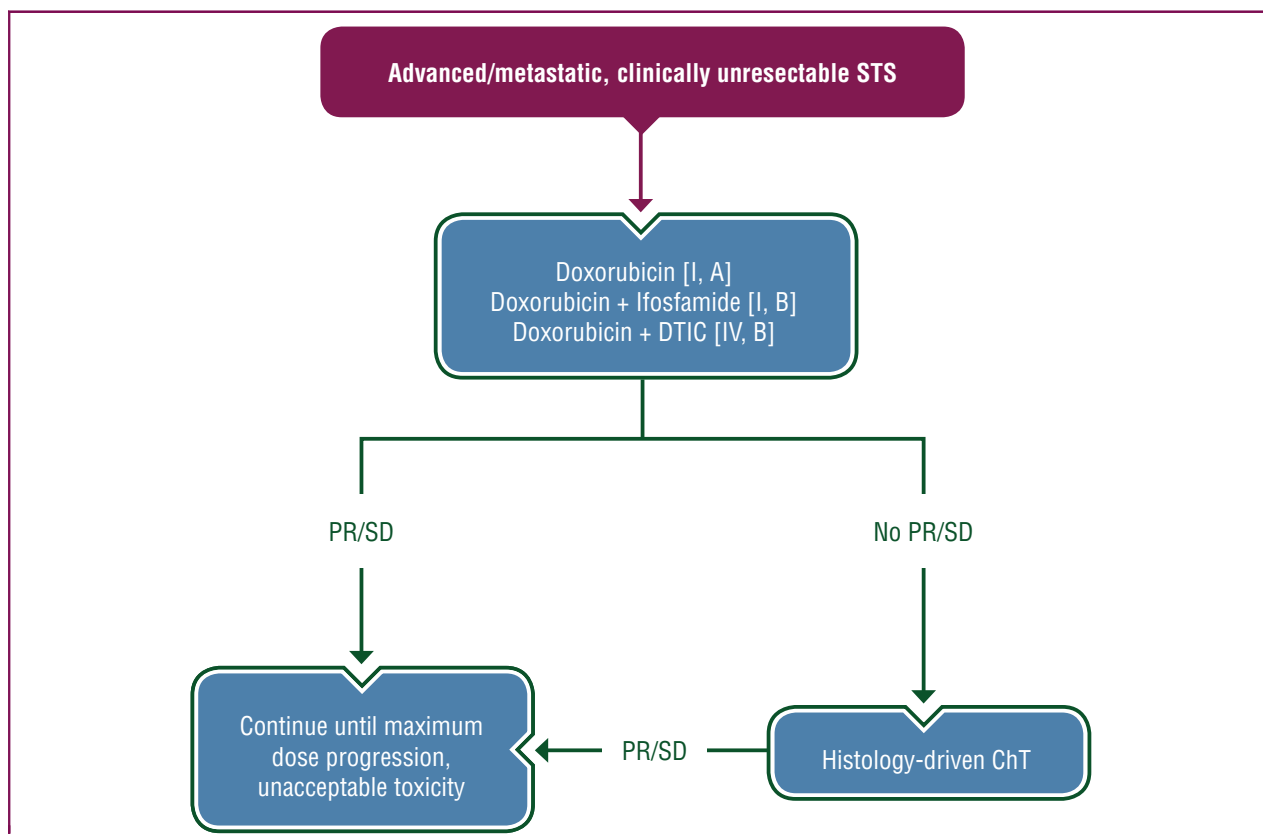 Advanced/metastatic, clinically unresectable STS
Doxorubicin [I, A]
Doxorubicin + Ifosfamide [I, B]
Doxorubicin + DTIC [IV, B]
PR/SD
No PR/SD
Continue until maximum
dose progression,
unacceptable toxicity
PR/SD
Histology-driven ChT